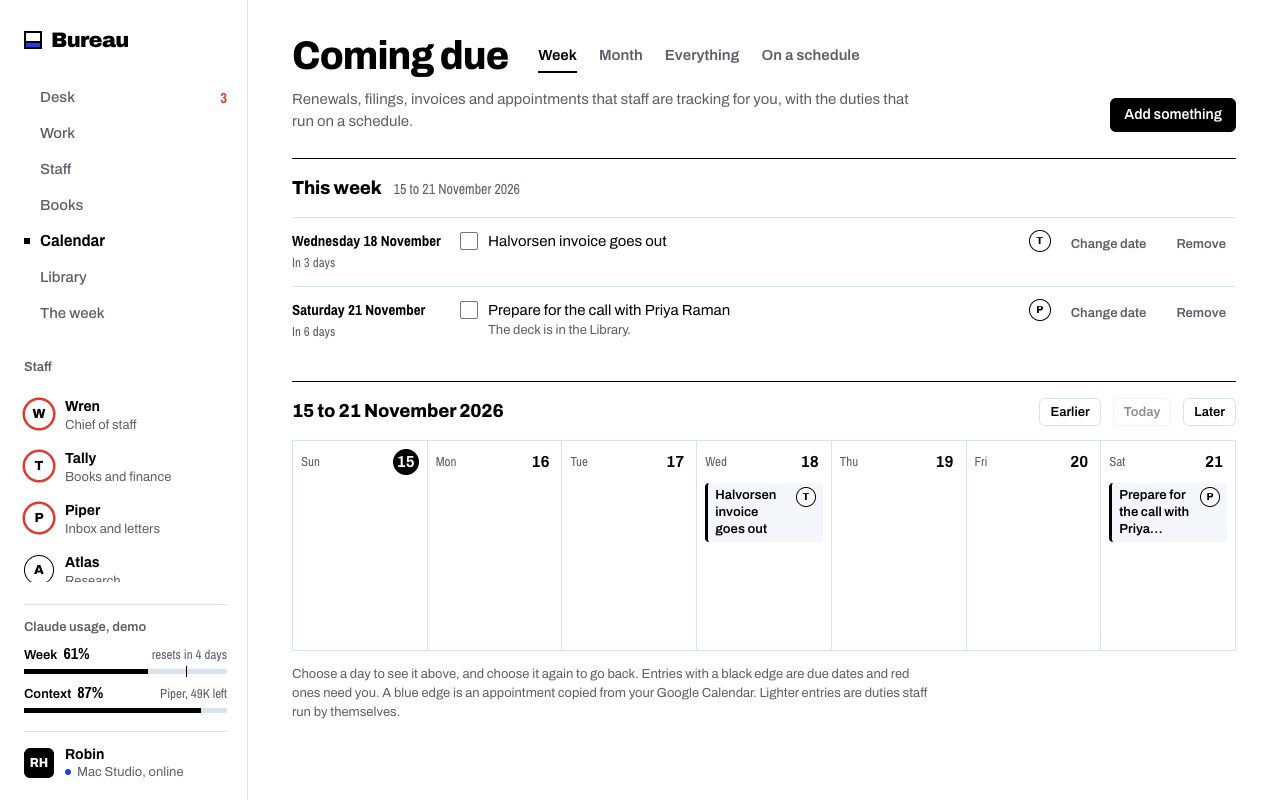 Bureau
Desk 3
Work
Staff
Books
Calendar
Library
The week
Staff
W Wren
Chief of staff
T Tally
Books and finance
P Piper
Inbox and letters
A Atlas
Research
Claude usage, demo
Week 61% resets in 4 days
Context 87% Piper, 49K left
RH Robin
Mac Studio, online
Coming due Week Month Everything On a schedule
Renewals, filings, invoices and appointments that staff are tracking for you, with the duties that
run on a schedule.
Add something
This week 15 to 21 November 2026
Wednesday 18 November Halvorsen invoice goes out T Change date Remove
In 3 days
Saturday 21 November Prepare for the call with Priya Raman P Change date Remove
In 6 days The deck is in the Library.
15 to 21 November 2026 Earlier Today Later
Sun 15 Mon 16 Tue 17 Wed 18 Thu 19 Fri 20 Sat 21
Halvorsen T
invoice
goes out
Prepare for P
the call with
Priya…
Choose a day to see it above, and choose it again to go back. Entries with a black edge are due dates and red
ones need you. A blue edge is an appointment copied from your Google Calendar. Lighter entries are duties staff
run by themselves.